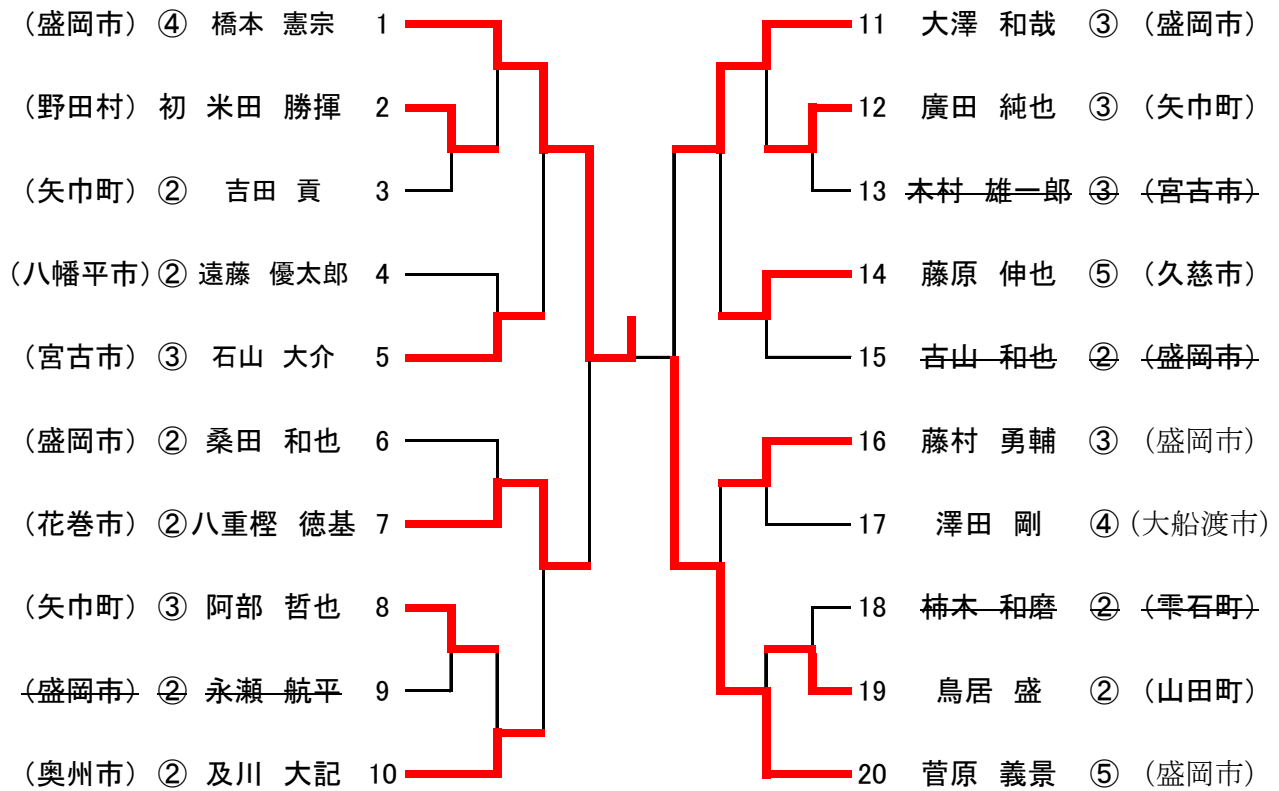 (盛岡市) ④ 橋本 憲宗 1
(野田村) 初 米田 勝揮 2
(矢巾町) ② 吉田 貢 3
(八幡平市) ② 遠藤 優太郎 4
(宮古市) ③ 石山 大介 5
(盛岡市) ② 桑田 和也 6
(花巻市) ② 八重樫 徳基 7
(矢巾町) ③ 阿部 哲也 8
(盛岡市) ② 永瀬 航平 9
(奥州市) ② 及川 大記 10
11 大澤 和哉 ③ (盛岡市)
12 廣田 純也 ③ (矢巾町)
13 木村 雄一郎 ③ (宮古市)
14 藤原 伸也 ⑤ (久慈市)
15 古山 和也 ② (盛岡市)
16 藤村 勇輔 ③ (盛岡市)
17 澤田 剛 ④ (大船渡市)
18 柿木 和磨 ② (雫石町)
19 鳥居 盛 ② (山田町)
20 菅原 義景 ⑤ (盛岡市)